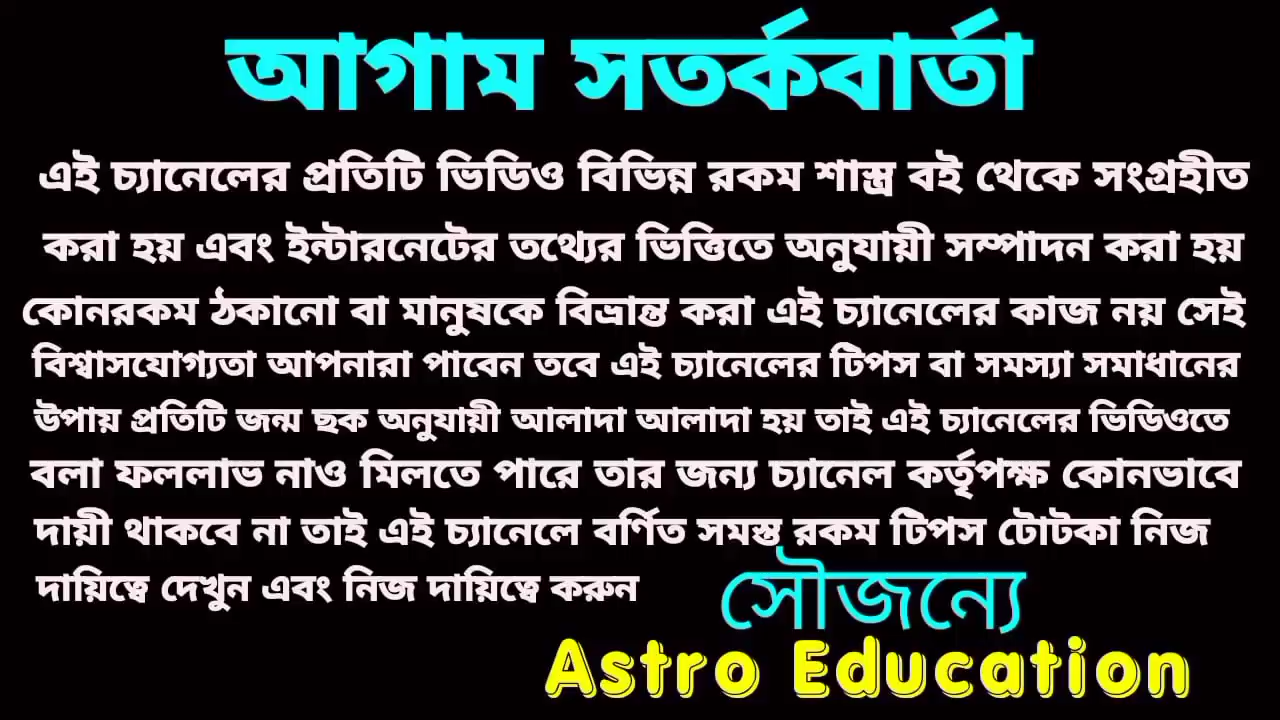 আগাম সতর্কবার্তা
এই চ্যানেলের প্রতিটি ভিডিও বিভিন্ন রকম শাস্ত্র বই থেকে সংগ্রহীত
করা হয় এবং ইন্টারনেটের তথ্যের ভিত্তিতে অনুযায়ী সম্পাদন করা হয়
কোনরকম ঠকানো বা মানুষকে বিভ্রান্ত করা এই চ্যানেলের কাজ নয় সেই
বিশ্বাসযোগ্যতা আপনারা পাবেন তবে এই চ্যানেলের টিপস বা সমস্যা সমাধানের
উপায় প্রতিটি জন্ম ছক অনুযায়ী আলাদা আলাদা হয় তাই এই চ্যানেলের ভিডিওতে
বলা ফললাভ নাও মিলতে পারে তার জন্য চ্যানেল কর্তৃপক্ষ কোনভাবে
দায়ী থাকবে না তাই এই চ্যানেলে বর্ণিত সমস্ত রকম টিপস টোটকা নিজ
দায়িত্বে দেখুন এবং নিজ দায়িত্বে করুন
সৌজন্যে
Astro Education